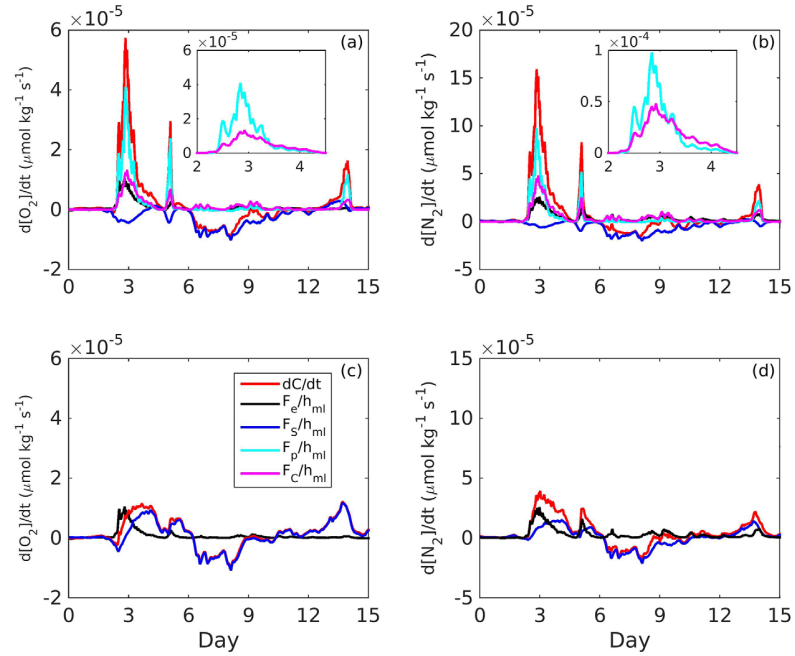 ×10⁻⁵
(a)
6
4
2
0
-2
d[O₂]/dt (μmol kg⁻¹ s⁻¹)
0 3 6 9 12 15
×10⁻⁵
6
4
2
0
2 3 4
×10⁻⁵
(b)
20
15
10
5
0
-5
d[N₂]/dt (μmol kg⁻¹ s⁻¹)
0 3 6 9 12 15
×10⁻⁴
1
0.5
0
2 3 4
×10⁻⁵
(c)
6
4
2
0
-2
d[O₂]/dt (μmol kg⁻¹ s⁻¹)
dC/dt
Fₑ/hₘₗ
F_S/hₘₗ
Fₚ/hₘₗ
F_C/hₘₗ
0 3 6 9 12 15
Day
×10⁻⁵
(d)
15
10
5
0
-5
d[N₂]/dt (μmol kg⁻¹ s⁻¹)
0 3 6 9 12 15
Day